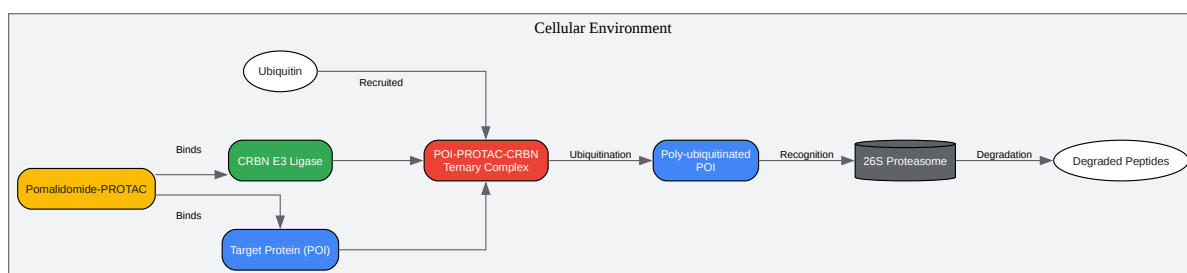 Cellular Environment
Ubiquitin
Recruited
Binds
CRBN E3 Ligase
POI-PROTAC-CRBN
Ternary Complex
Ubiquitination
Poly-ubiquitinated
POI
Recognition
26S Proteasome
Degradation
Degraded Peptides
Pomalidomide-PROTAC
Binds
Target Protein (POI)